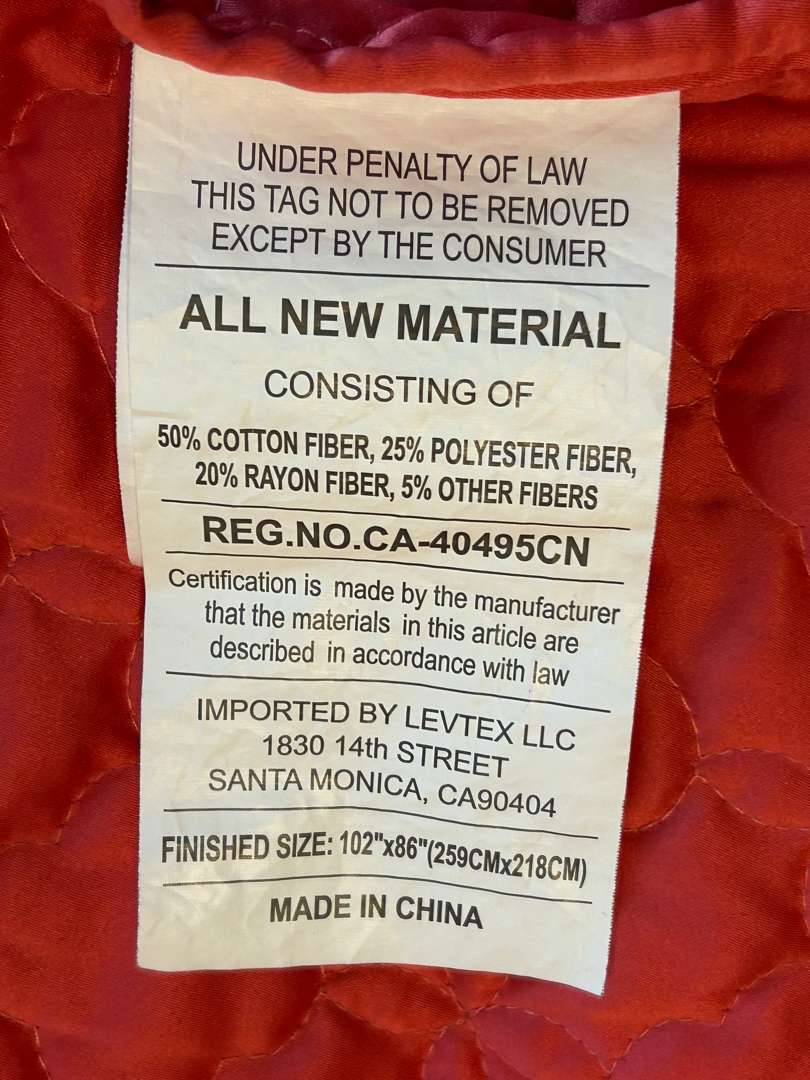 UNDER PENALTY OF LAW
THIS TAG NOT TO BE REMOVED
EXCEPT BY THE CONSUMER
ALL NEW MATERIAL
CONSISTING OF
50% COTTON FIBER, 25% POLYESTER FIBER,
20% RAYON FIBER, 5% OTHER FIBERS
REG.NO.CA-40495CN
Certification is made by the manufacturer
that the materials in this article are
described in accordance with law
IMPORTED BY LEVTEX LLC
1830 14th STREET
SANTA MONICA, CA90404
FINISHED SIZE: 102"x86"(259CMx218CM)
MADE IN CHINA